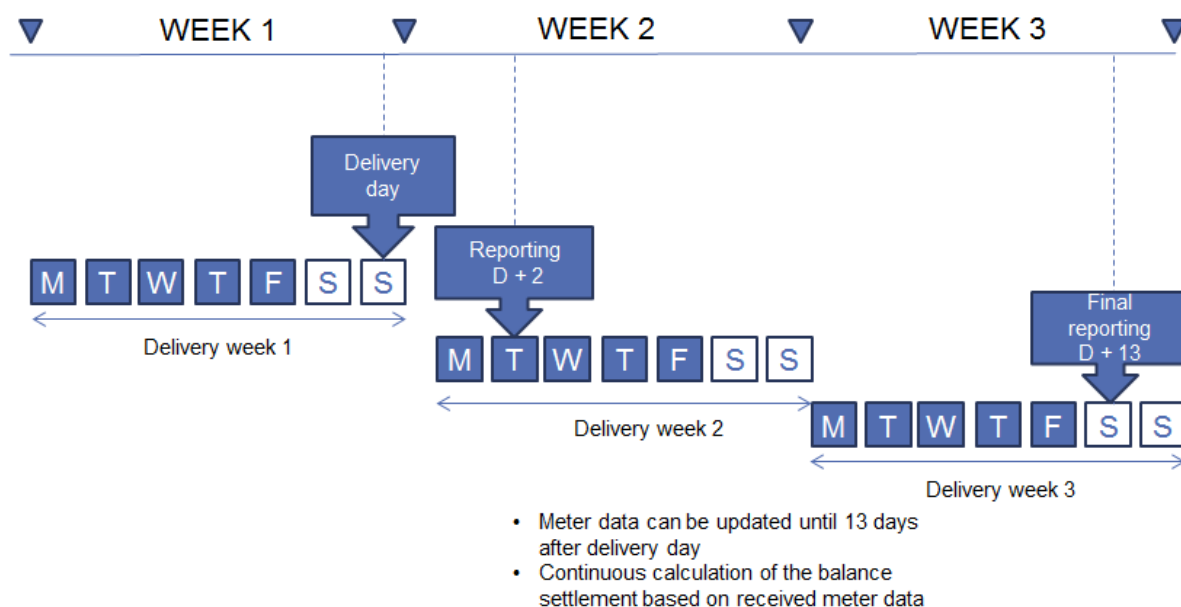 WEEK 1 WEEK 2 WEEK 3
Delivery
day
Reporting
D + 2
Final
reporting
D + 13
M T W T F S S
Delivery week 1
M T W T F S S
Delivery week 2
M T W T F S S
Delivery week 3
• Meter data can be updated until 13 days
after delivery day
• Continuous calculation of the balance
settlement based on received meter data